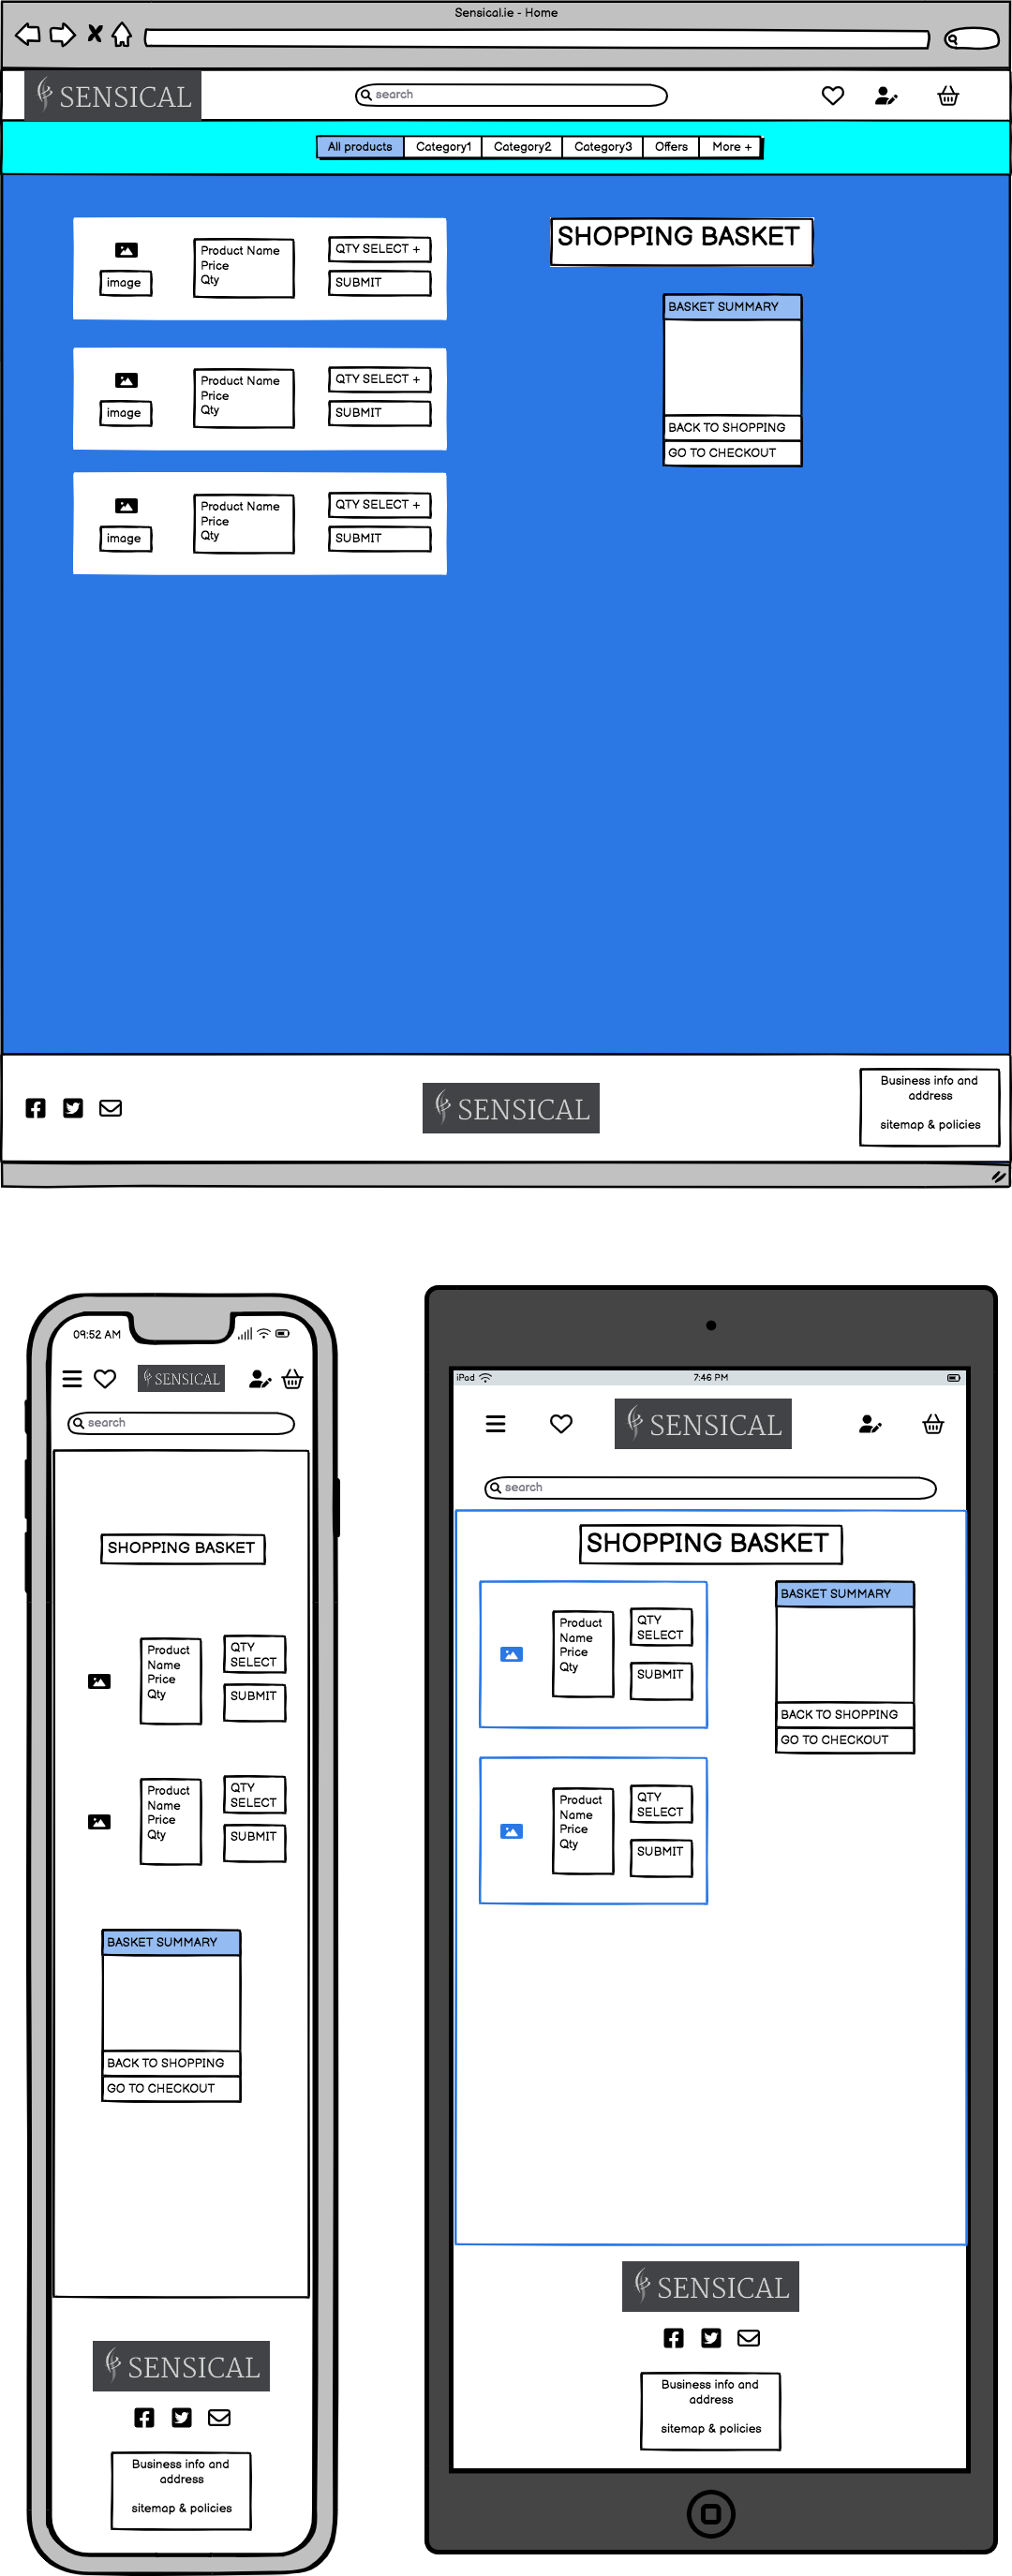 Sensical.ie - Home
SENSICAL
search
All products Category1 Category2 Category3 Offers More +
SHOPPING BASKET
image
Product Name
Price
Qty
QTY SELECT +
SUBMIT
image
Product Name
Price
Qty
QTY SELECT +
SUBMIT
image
Product Name
Price
Qty
QTY SELECT +
SUBMIT
BASKET SUMMARY
BACK TO SHOPPING
GO TO CHECKOUT
SENSICAL
Business info and
address
sitemap & policies
09:52 AM
SENSICAL
search
SHOPPING BASKET
Product
Name
Price
Qty
QTY
SELECT
SUBMIT
Product
Name
Price
Qty
QTY
SELECT
SUBMIT
BASKET SUMMARY
BACK TO SHOPPING
GO TO CHECKOUT
SENSICAL
Business info and
address
sitemap & policies
iPad 7:46 PM
SENSICAL
search
SHOPPING BASKET
Product
Name
Price
Qty
QTY
SELECT
SUBMIT
Product
Name
Price
Qty
QTY
SELECT
SUBMIT
BASKET SUMMARY
BACK TO SHOPPING
GO TO CHECKOUT
SENSICAL
Business info and
address
sitemap & policies